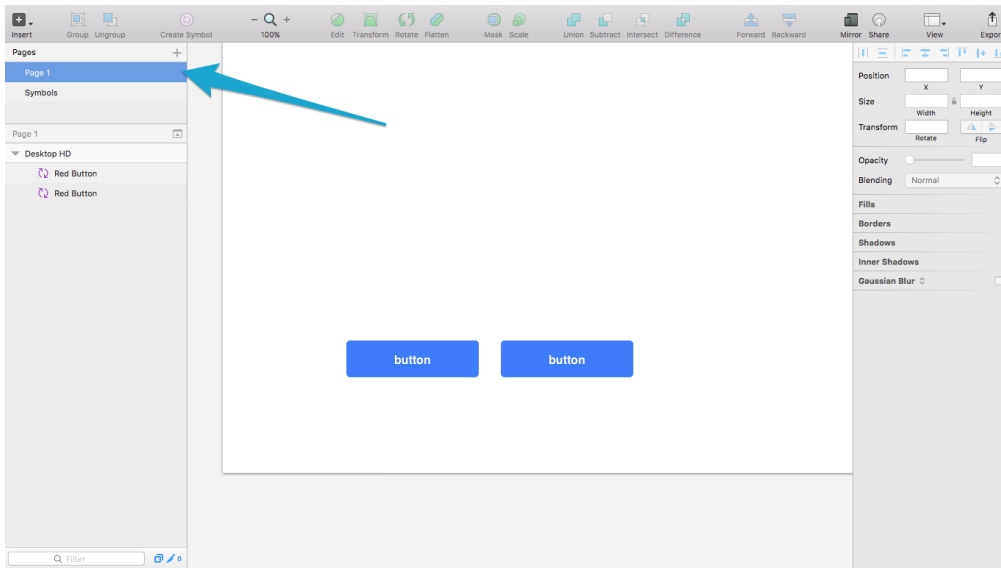 Insert Group Ungroup Create Symbol 100% Edit Transform Rotate Flatten Mask Scale Union Subtract Intersect Difference Forward Backward Mirror Share View Expor
Pages
Page 1
Symbols
Page 1
Desktop HD
Red Button
Red Button
Filter 0
button button
Position
X Y
Size
Width Height
Transform
Rotate Flip
Opacity
Blending Normal
Fills
Borders
Shadows
Inner Shadows
Gaussian Blur